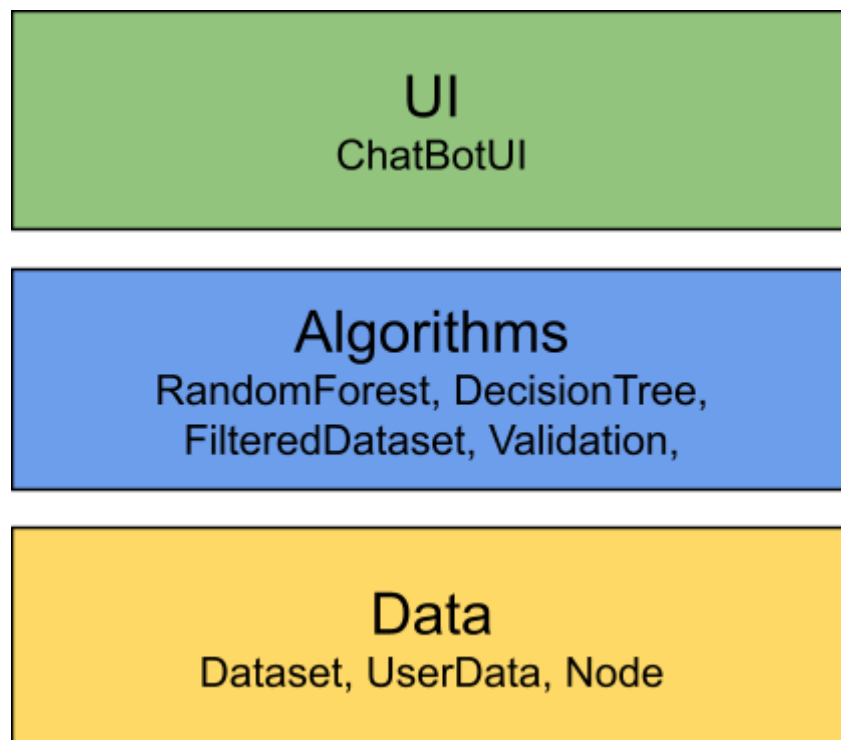 UI
ChatBotUI
Algorithms
RandomForest, DecisionTree,
FilteredDataset, Validation,
Data
Dataset, UserData, Node